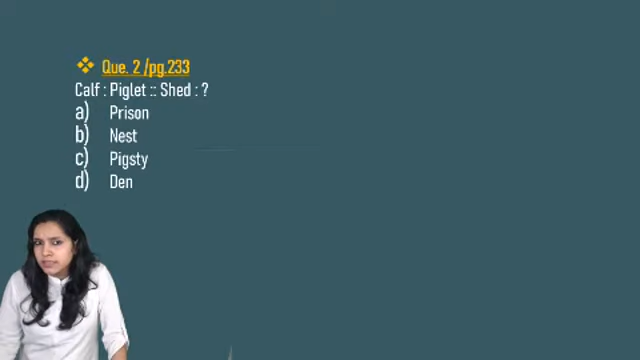 ❖ Que. 2 /pg.233
Calf : Piglet :: Shed : ?
a) Prison
b) Nest
c) Pigsty
d) Den